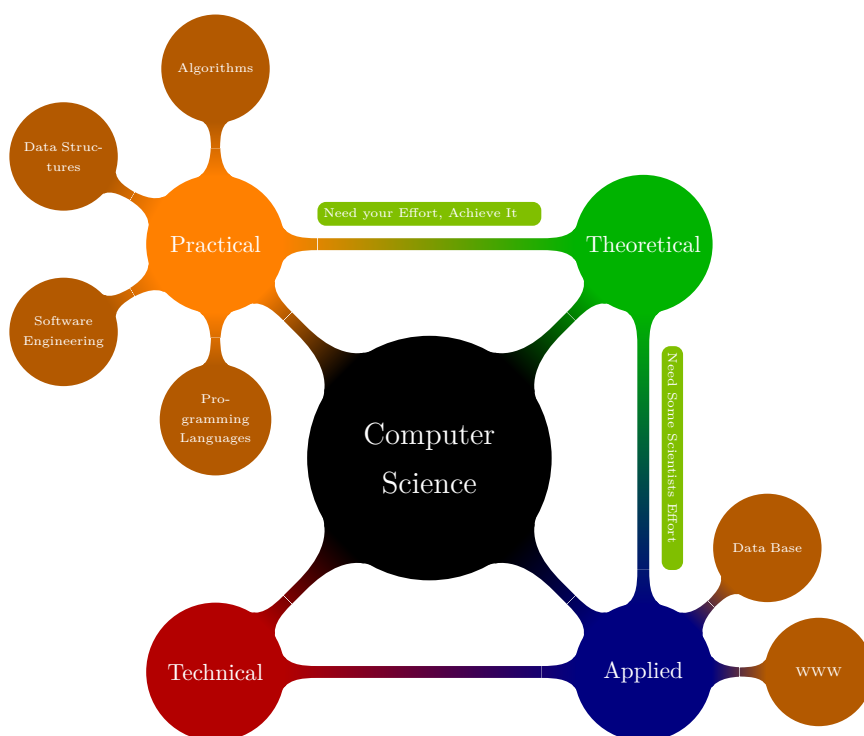 Algorithms
Data Struc-
tures
Need your Effort, Achieve It
Practical
Theoretical
Software
Engineering
Pro-
gramming
Languages
Need Some Scientists Effort
Computer
Science
Data Base
Technical
Applied
WWW